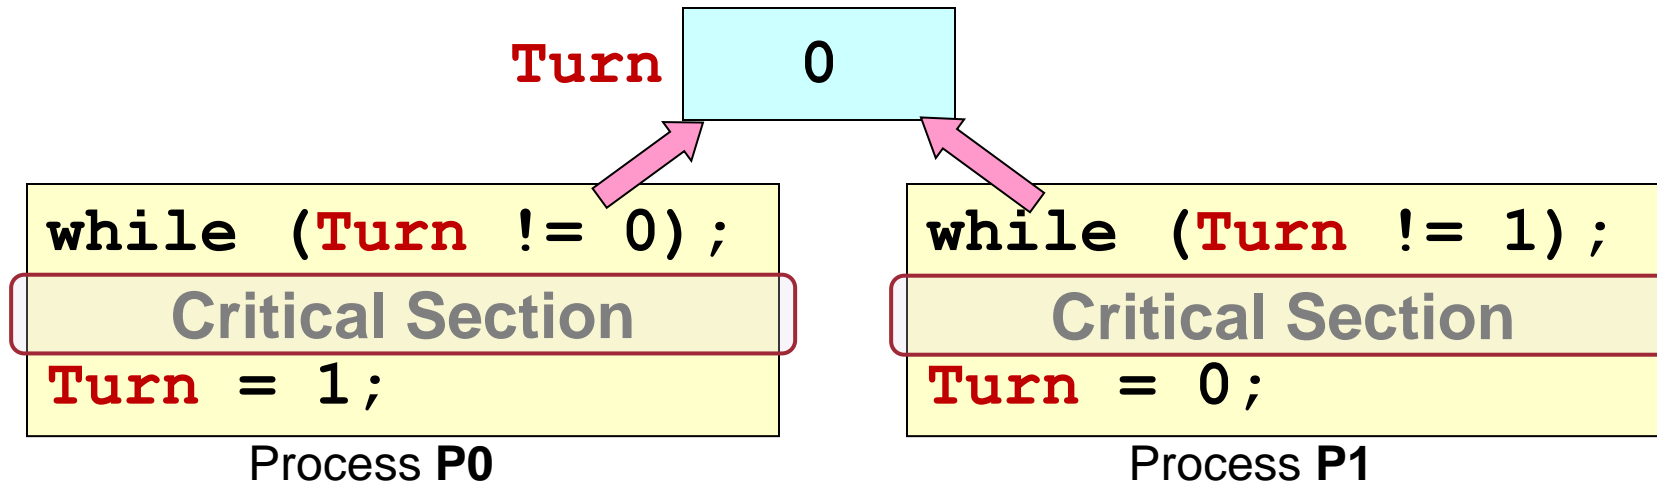 Turn 0
while (Turn != 0);
Critical Section
Turn = 1;
Process P0
while (Turn != 1);
Critical Section
Turn = 0;
Process P1